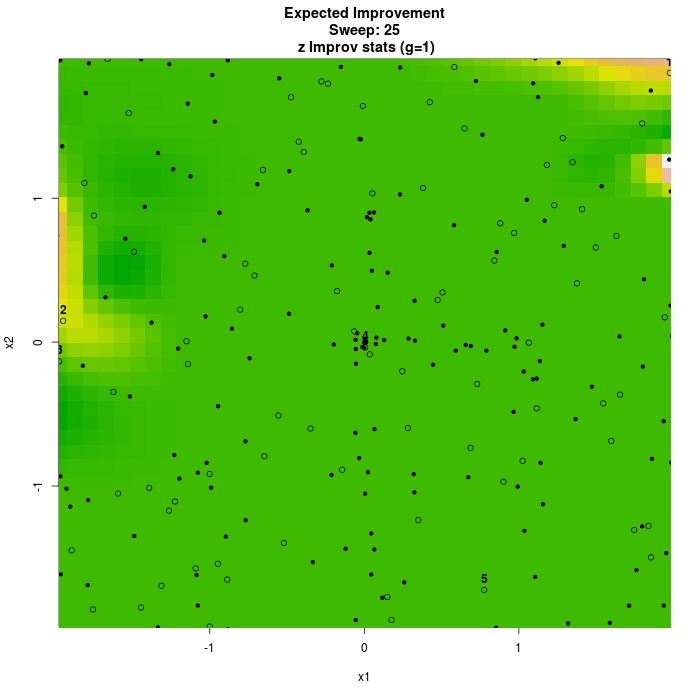 Expected Improvement
Sweep: 25
z Improv stats (g=1)
x2
1
0
-1
2
3
4
5
-1
0
1
x1